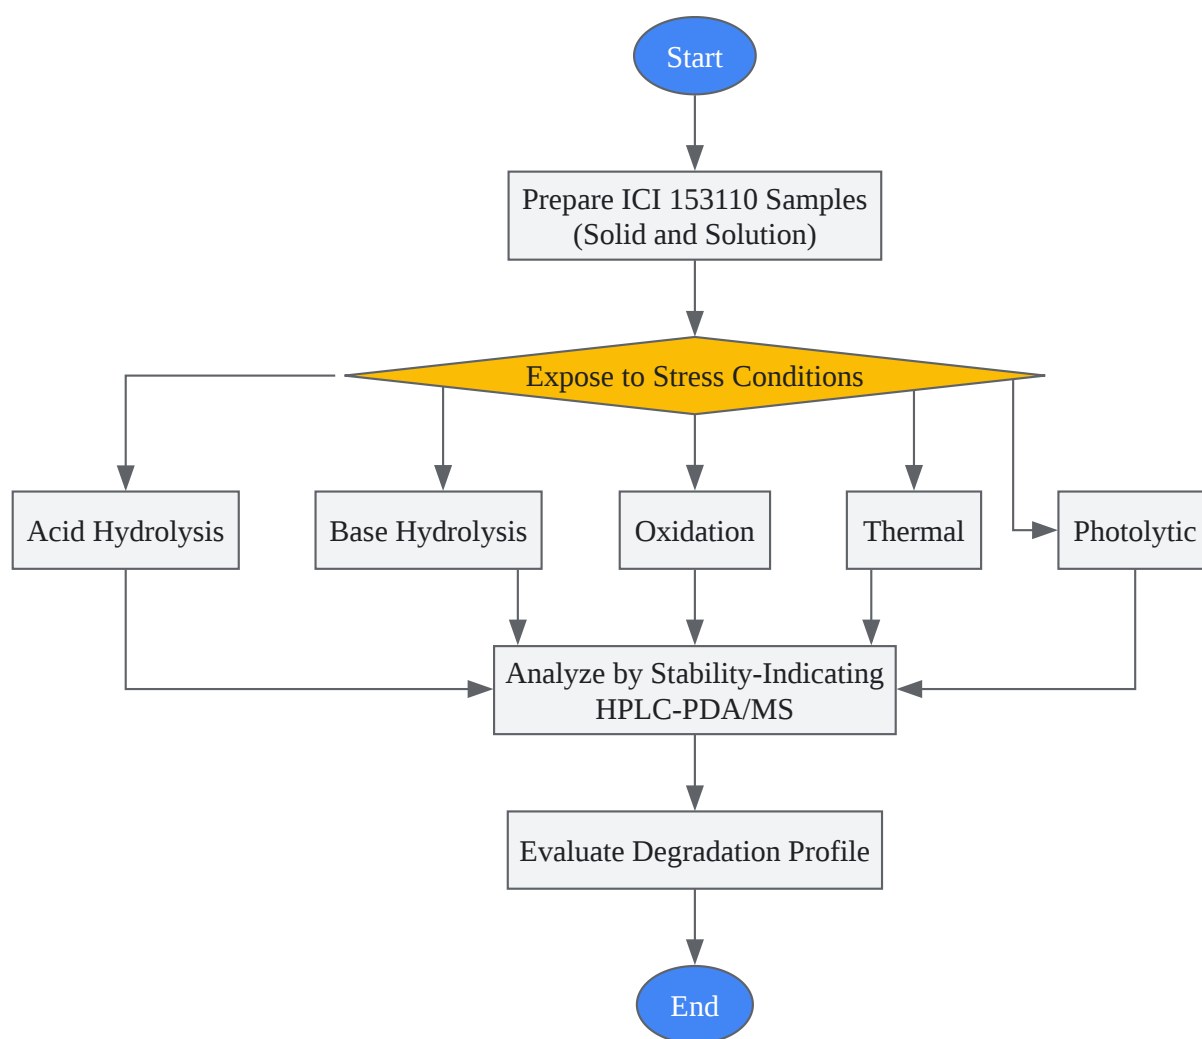 Start
Prepare ICI 153110 Samples
(Solid and Solution)
Expose to Stress Conditions
Acid Hydrolysis
Base Hydrolysis
Oxidation
Thermal
Photolytic
Analyze by Stability-Indicating
HPLC-PDA/MS
Evaluate Degradation Profile
End